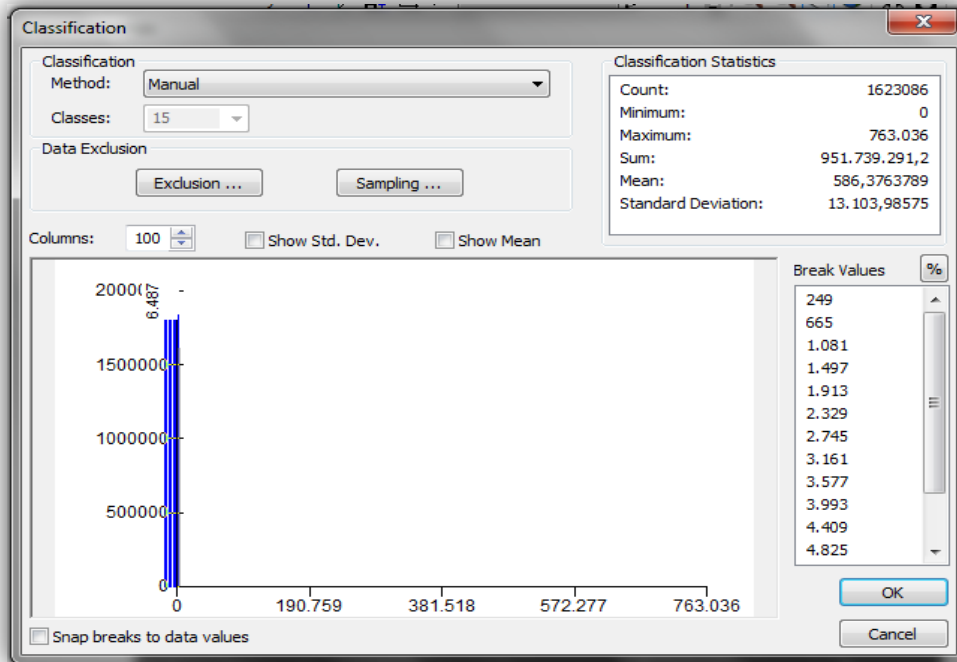 Classification
Classification
Method: Manual
Classes: 15
Data Exclusion
Exclusion ...
Sampling ...
Classification Statistics
Count: 1623086
Minimum: 0
Maximum: 763.036
Sum: 951.739.291,2
Mean: 586,3763789
Standard Deviation: 13.103,98575
Columns: 100
Show Std. Dev.
Show Mean
Break Values
%
249
665
1.081
1.497
1.913
2.329
2.745
3.161
3.577
3.993
4.409
4.825
6.487
1500000
1000000
500000
0
0 190.759 381.518 572.277 763.036
Snap breaks to data values
OK
Cancel